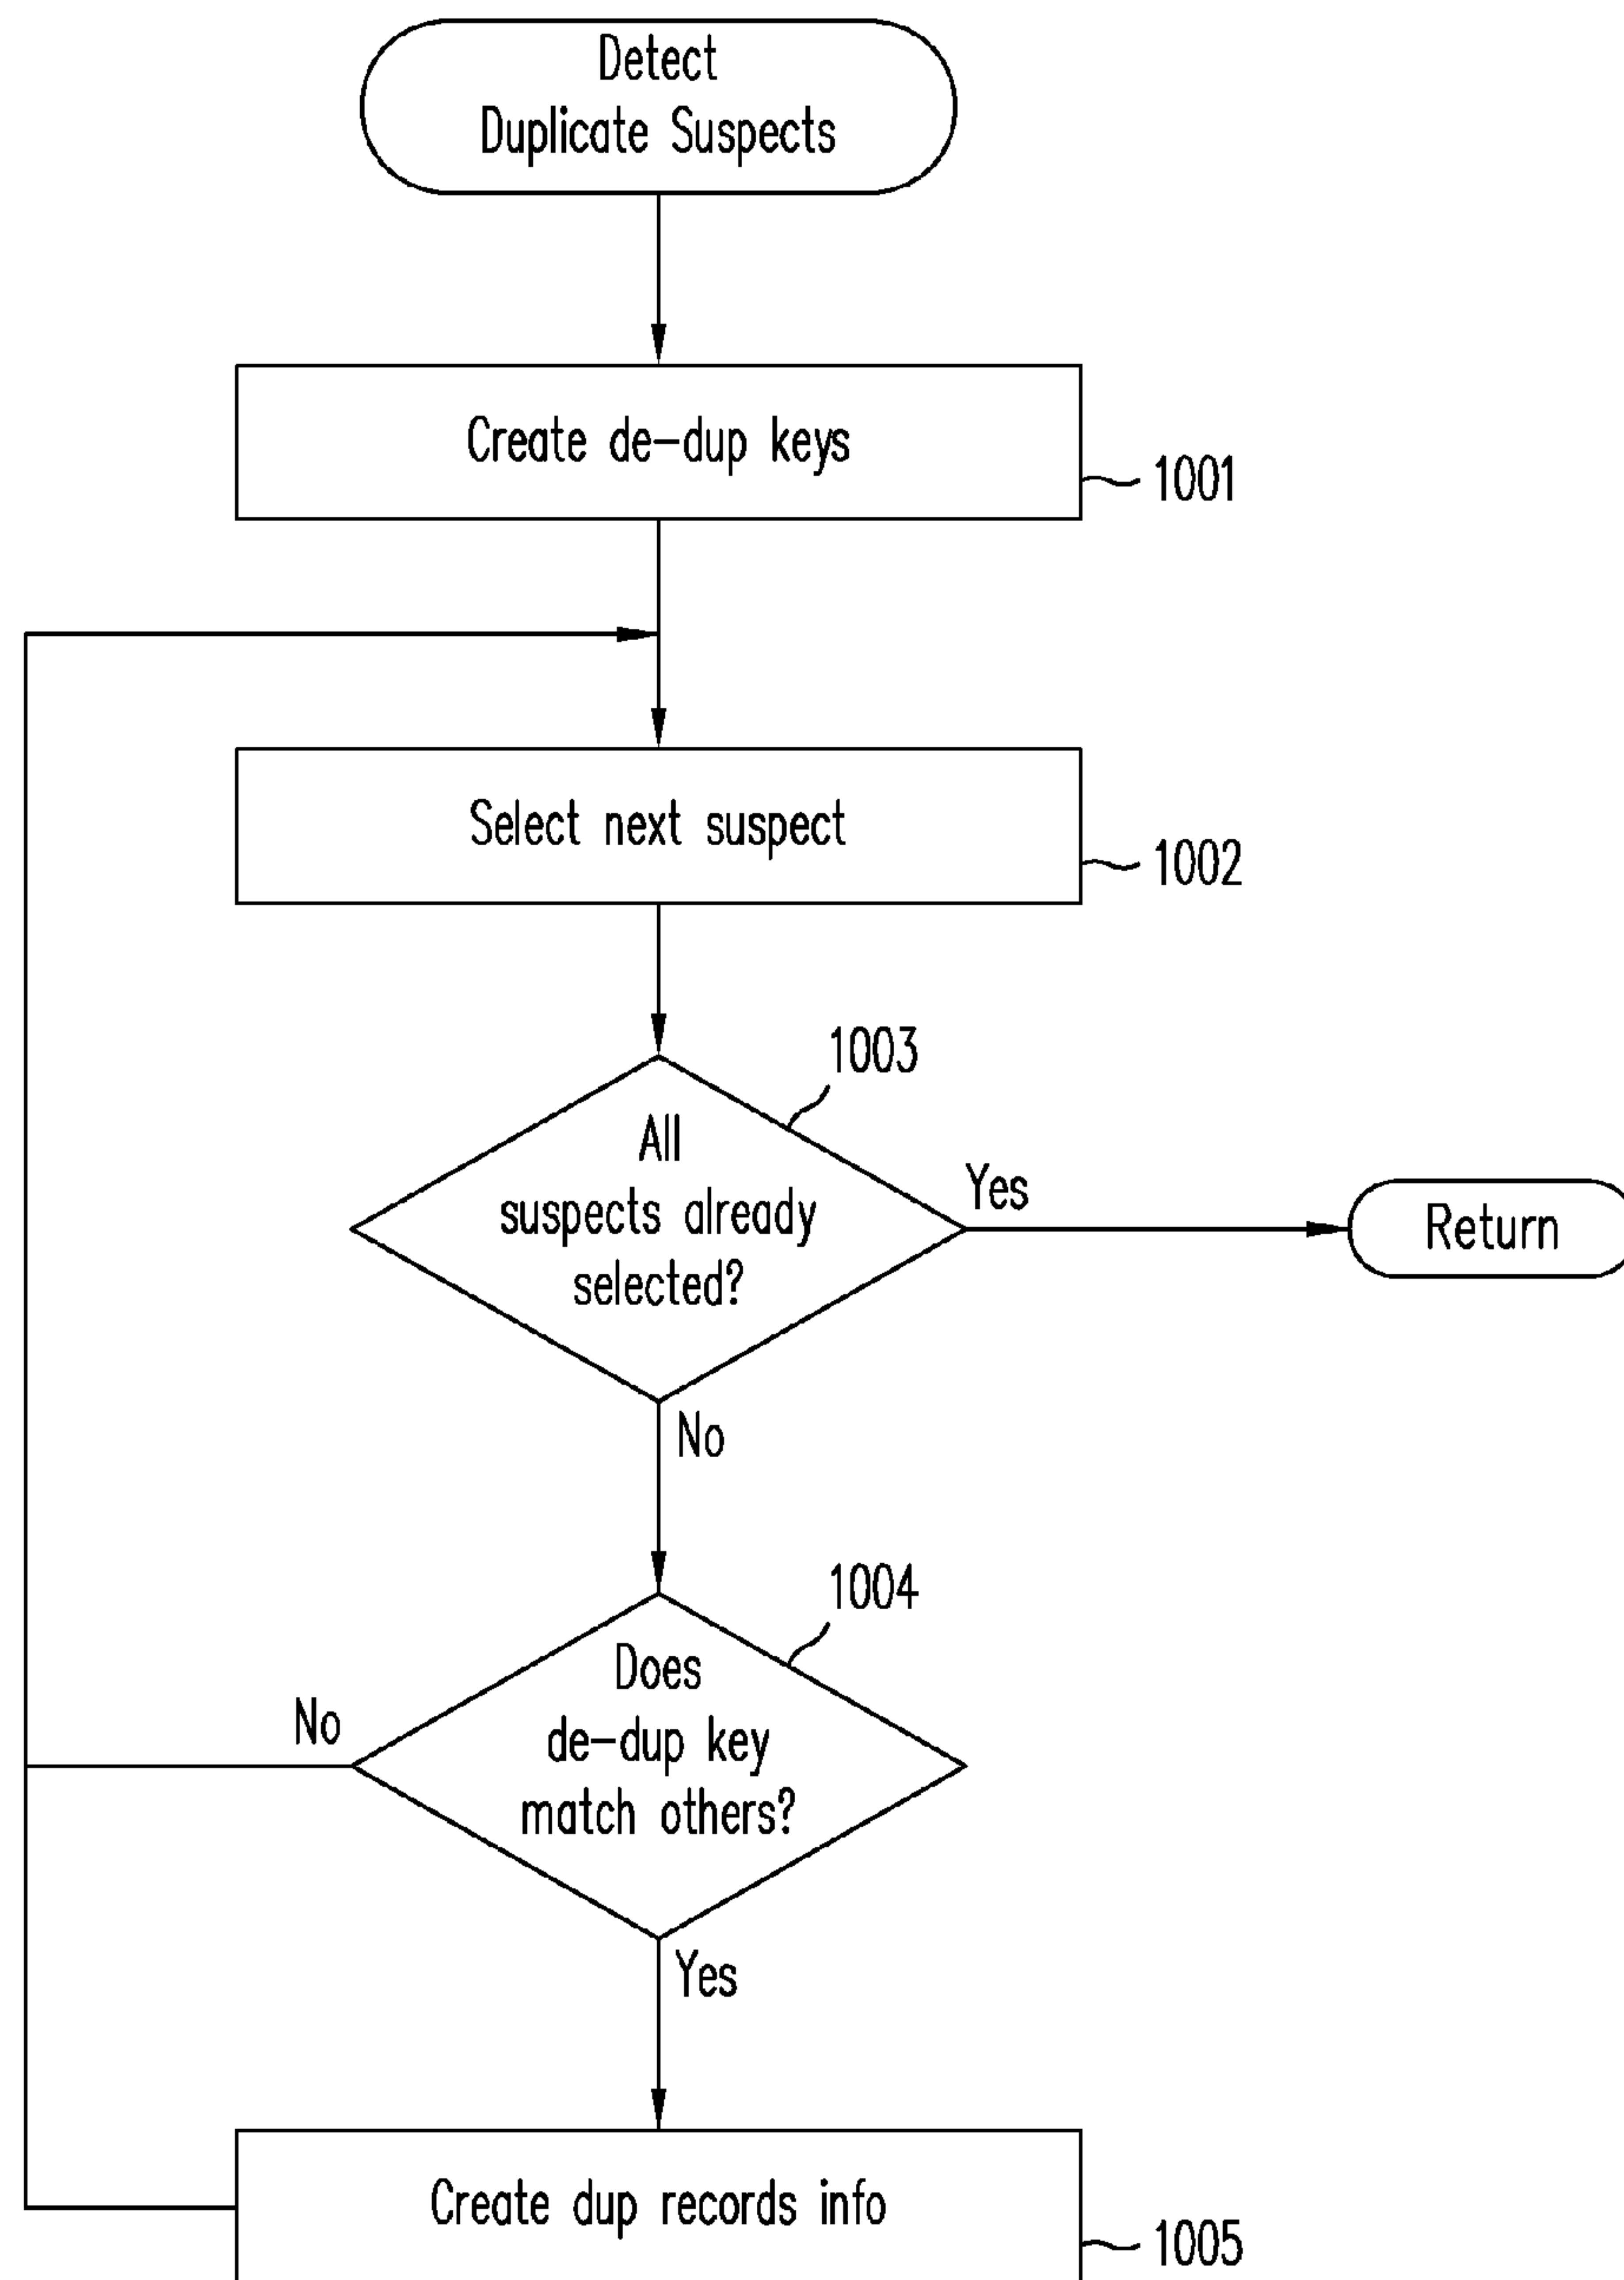 Detect
Duplicate Suspects
Create de-dup keys
1001
Select next suspect
1002
1003
All
suspects already
selected?
Yes
Return
No
1004
Does
de-dup key
match others?
No
Yes
Create dup records info
1005